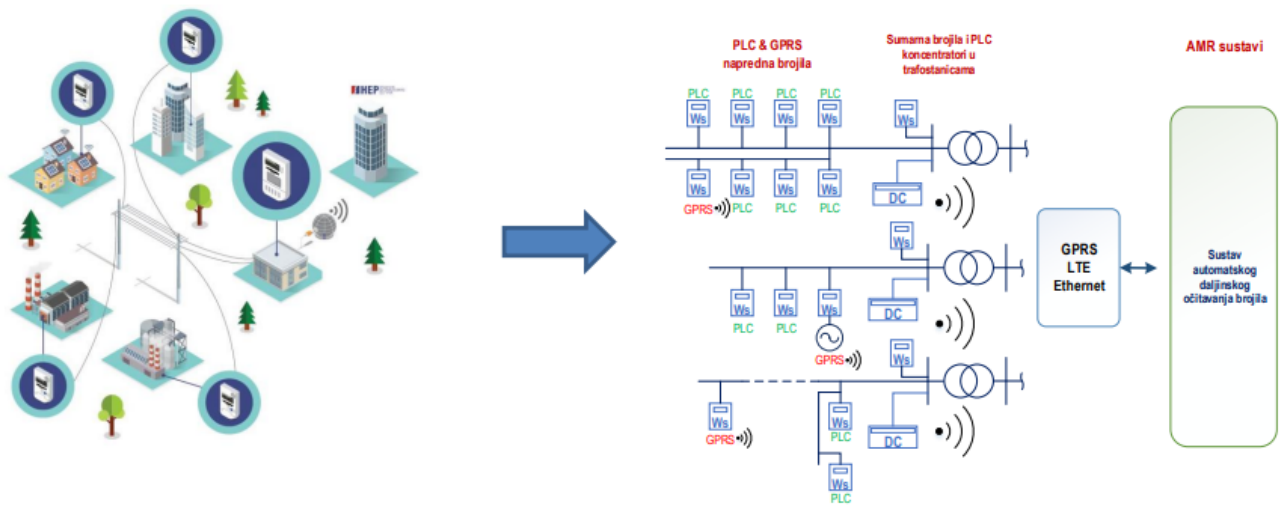 HEP
PLC & GPRS
napredna brojila
Sumarna brojila i PLC
koncentratori u
trafostanicama
AMR sustavi
PLC PLC PLC PLC
Ws Ws Ws Ws Ws
Ws Ws Ws Ws DC
GPRS PLC PLC PLC
Ws
Ws Ws Ws DC
PLC PLC
GPRS
Ws
Ws Ws DC
GPRS PLC
Ws
PLC
GPRS
LTE
Ethernet
Sustav
automatskog
daljinskog
očitavanja brojila